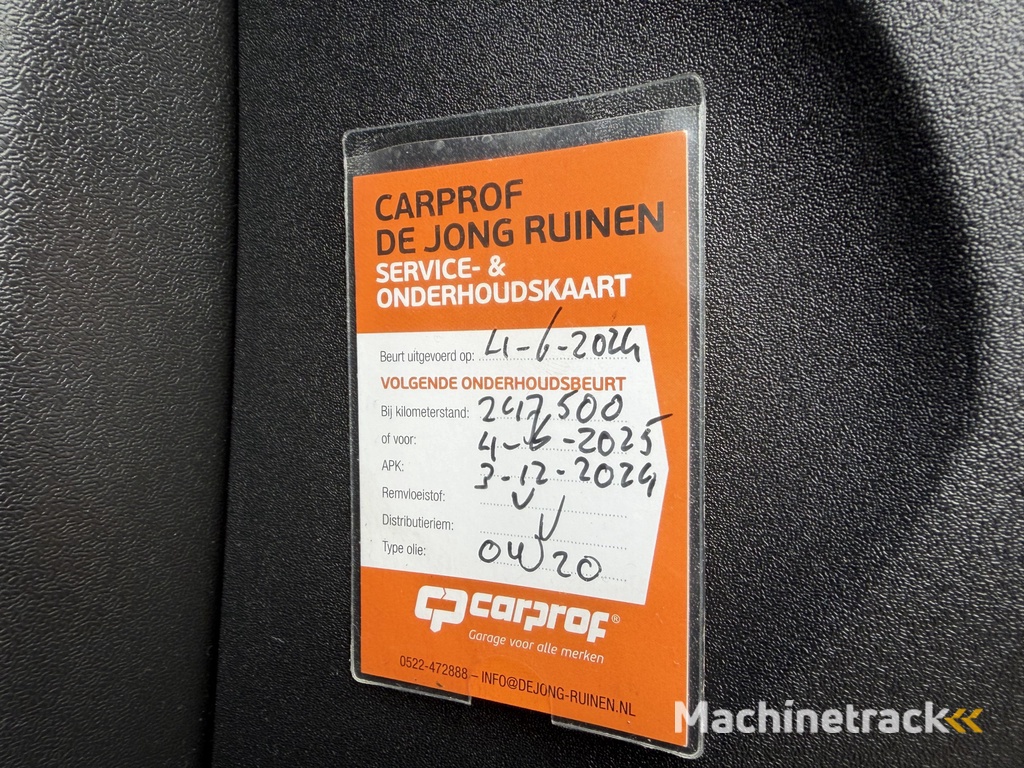 CARPROF
DE JONG RUINEN
SERVICE- &
ONDERHOUDSKAART
Beurt uitgevoerd op: 4-6-2024
VOLGENDE ONDERHOUDSBEURT
Bij kilometerstand: 247,500
of voor: 4-6-2025
APK: 3-12-2024
Remvloeistof:
Distributieriem:
Type olie: 0W20
carprof®
Garage voor alle merken
0522-472888 – INFO@DEJONG-RUINEN.NL
Machinetrack